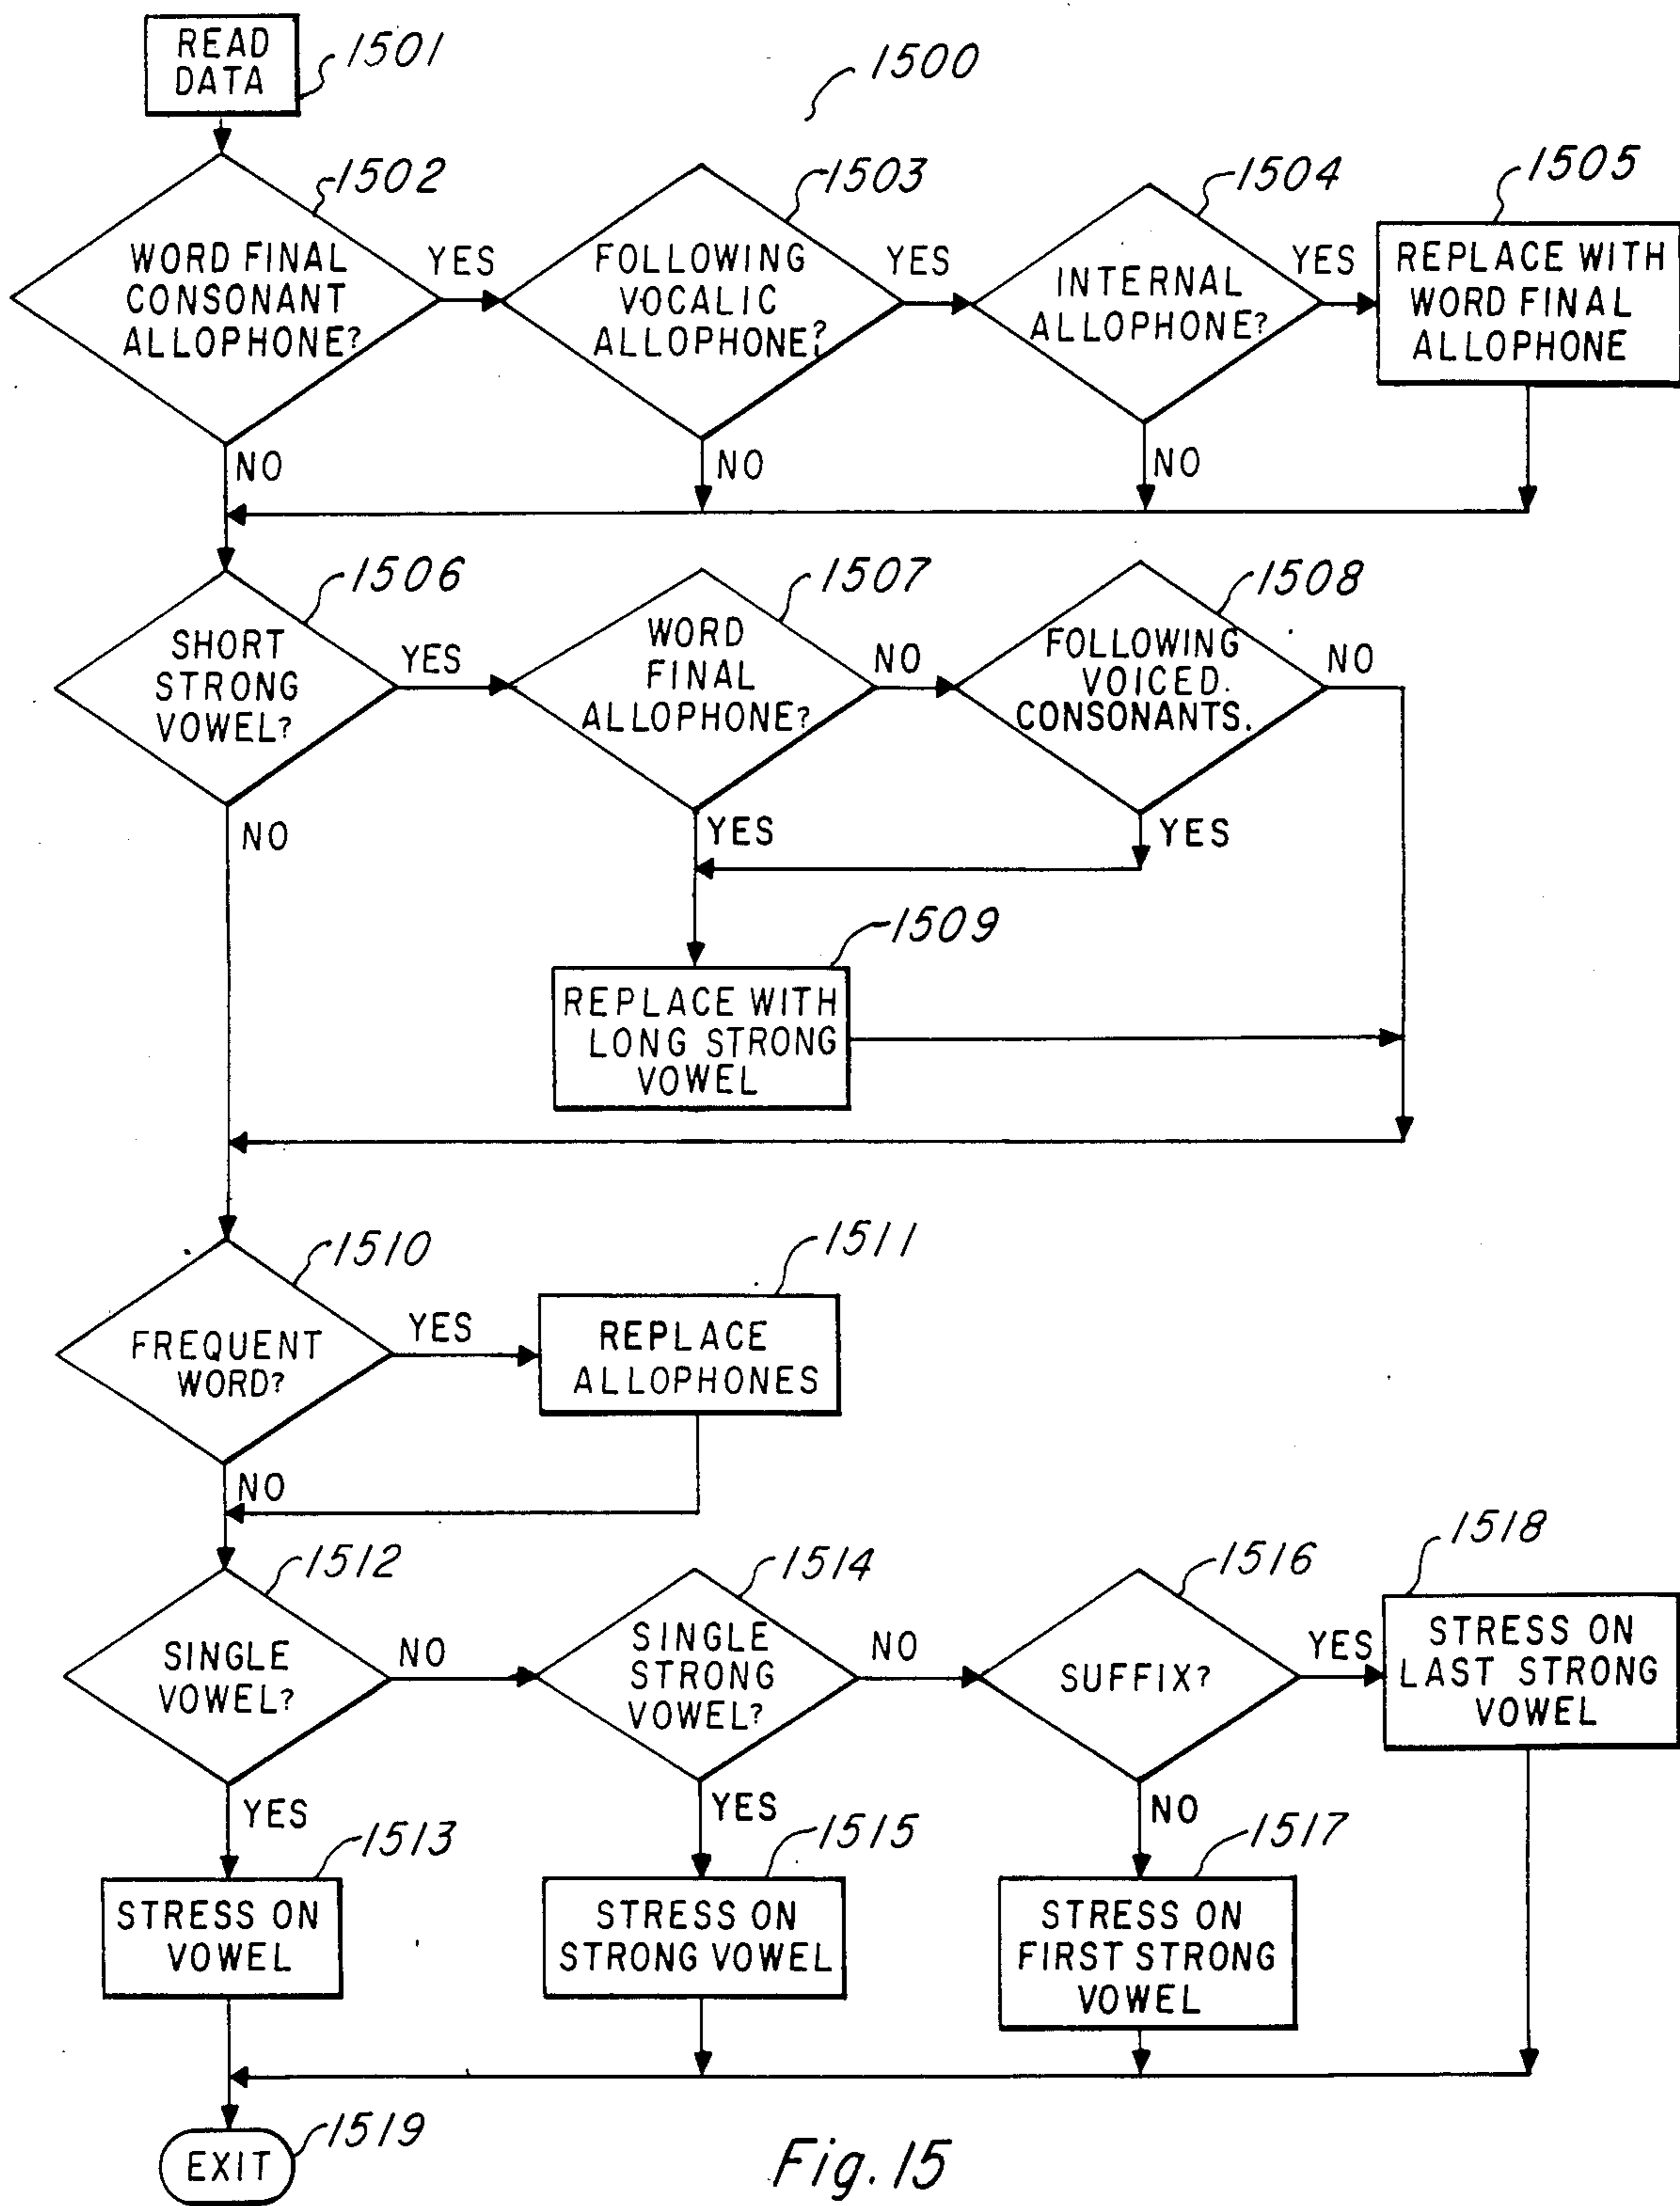 READ
DATA
1501
1500
1502
WORD FINAL
CONSONANT
ALLOPHONE?
YES
NO
1503
FOLLOWING
VOCALIC
ALLOPHONE?
YES
NO
1504
INTERNAL
ALLOPHONE?
YES
NO
1505
REPLACE WITH
WORD FINAL
ALLOPHONE
1506
SHORT
STRONG
VOWEL?
YES
NO
1507
WORD
FINAL
ALLOPHONE?
NO
YES
1508
FOLLOWING
VOICED.
CONSONANTS.
NO
YES
1509
REPLACE WITH
LONG STRONG
VOWEL
1510
FREQUENT
WORD?
YES
NO
1511
REPLACE
ALLOPHONES
1512
SINGLE
VOWEL?
NO
YES
1514
SINGLE
STRONG
VOWEL?
NO
YES
1516
SUFFIX?
YES
NO
1518
STRESS ON
LAST STRONG
VOWEL
1513
STRESS ON
VOWEL
1515
STRESS ON
STRONG VOWEL
1517
STRESS ON
FIRST STRONG
VOWEL
EXIT
1519
Fig. 15